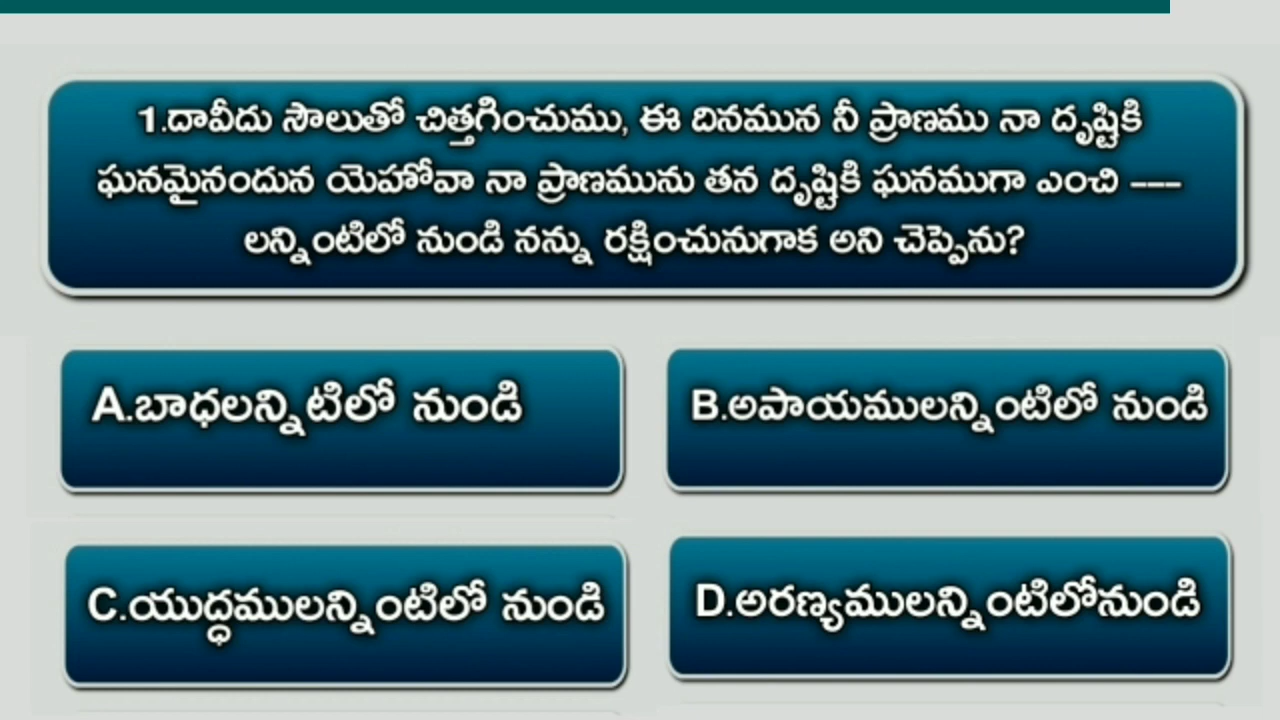 1.దావీదు సౌలుతో చిత్తగించుము, ఈ దినమున నీ ప్రాణము నా దృష్టికి
ఘనమైనందున యెహోవా నా ప్రాణమును తన దృష్టికి ఘనముగా ఎంచి ---
లన్నింటిలో నుండి నన్ను రక్షించునుగాక అని చెప్పెను?
A.బాధలన్నిటిలో నుండి
B.అపాయములన్నింటిలో నుండి
C.యుద్ధములన్నింటిలో నుండి
D.అరణ్యములన్నింటిలోనుండి